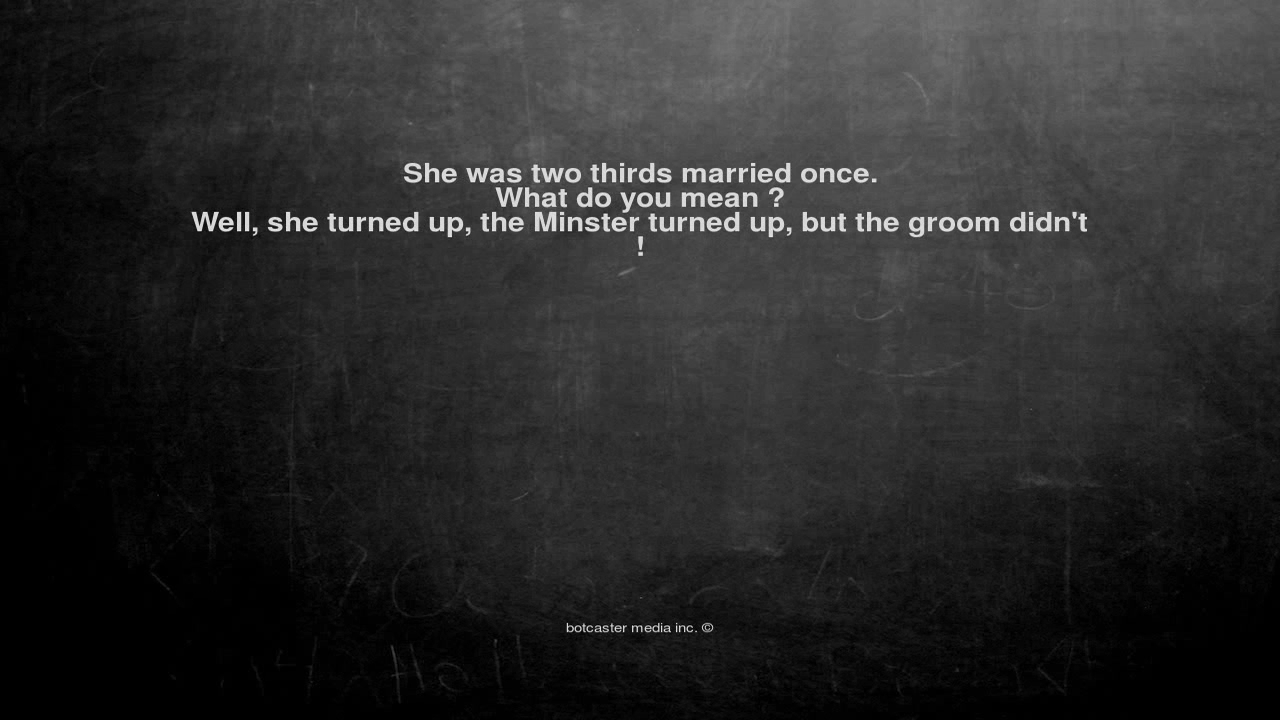 She was two thirds married once.
What do you mean ?
Well, she turned up, the Minster turned up, but the groom didn't
!
botcaster media inc. ©